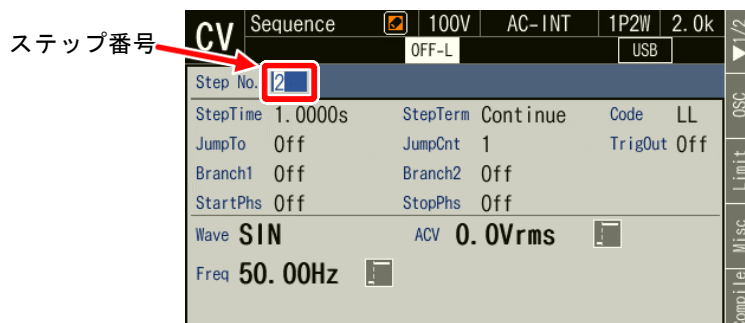 ステップ番号
CV Sequence 100V AC-INT 1P2W 2.0k
OFF-L USB
▼1/2
Step No. 2
StepTime 1.0000s StepTerm Continue Code LL
JumpTo Off JumpCnt 1 TrigOut Off
Branch1 Off Branch2 Off
StartPhs Off StopPhs Off
Wave SIN ACV 0.0Vrms
Freq 50.00Hz
OSC
Limit
Misc